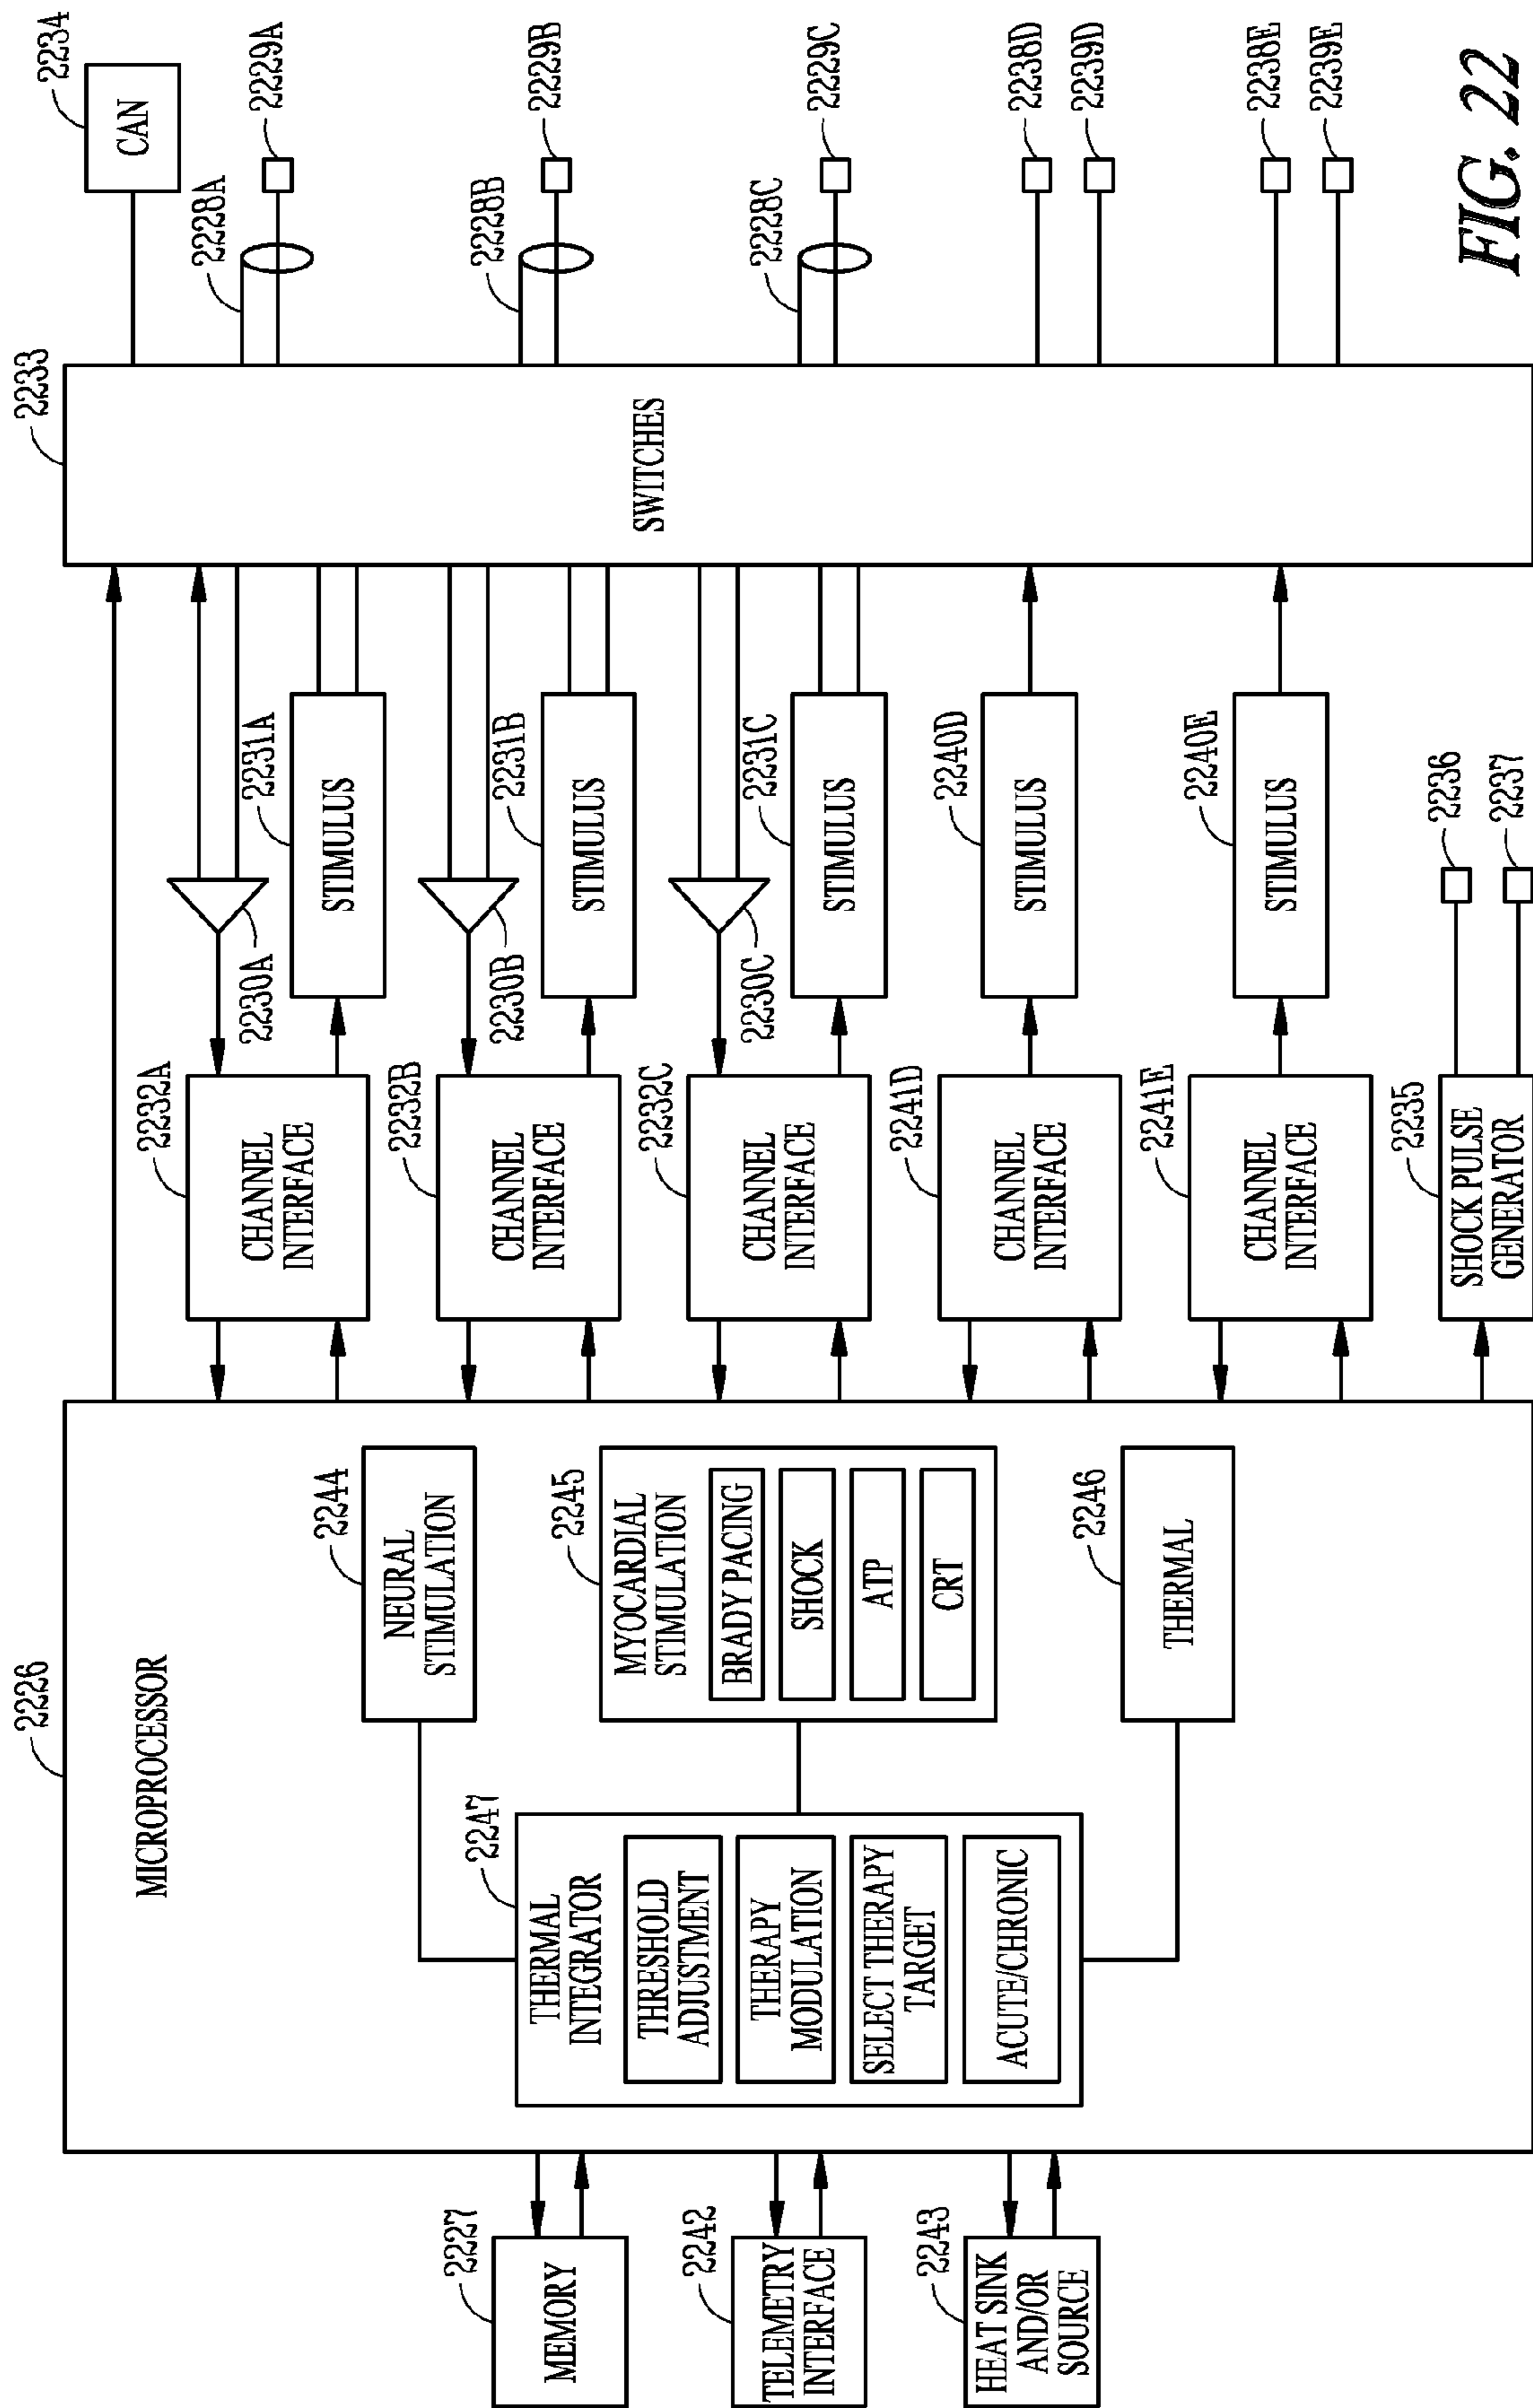 2226
MICROPROCESSOR
2227
MEMORY
2242
TELEMETRY
INTERFACE
2243
HEAT SINK
AND/OR
SOURCE
2247
THERMAL
INTEGRATOR
THRESHOLD
ADJUSTMENT
THERAPY
MODULATION
SELECT THERAPY
TARGET
ACUTE/CHRONIC
2244
NEURAL
STIMULATION
2245
MYOCARDIAL
STIMULATION
BRADY PACING
SHOCK
ATP
CRT
2246
THERMAL
2232A
CHANNEL
INTERFACE
2230A
2231A
STIMULUS
2232B
CHANNEL
INTERFACE
2230B
2231B
STIMULUS
2232C
CHANNEL
INTERFACE
2230C
2231C
STIMULUS
2241D
CHANNEL
INTERFACE
2240D
STIMULUS
2241E
CHANNEL
INTERFACE
2240E
STIMULUS
2235
SHOCK PULSE
GENERATOR
2236
2237
2233
SWITCHES
2234
CAN
2228A
2229A
2228B
2229B
2228C
2229C
2238D
2239D
2238E
2239E
FIG. 22